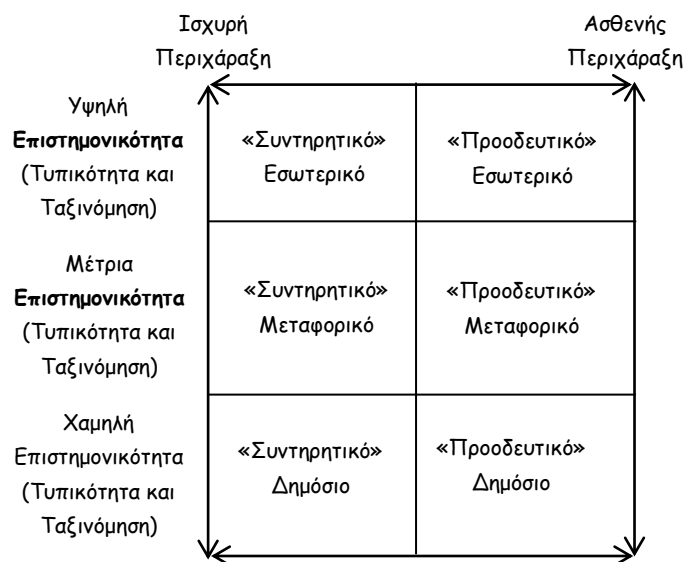 Ισχυρή
Περιχάραξη
Ασθενής
Περιχάραξη
Υψηλή
Επιστημονικότητα
(Τυπικότητα και
Ταξινόμηση)
«Συντηρητικό»
Εσωτερικό
«Προοδευτικό»
Εσωτερικό
Μέτρια
Επιστημονικότητα
(Τυπικότητα και
Ταξινόμηση)
«Συντηρητικό»
Μεταφορικό
«Προοδευτικό»
Μεταφορικό
Χαμηλή
Επιστημονικότητα
(Τυπικότητα και
Ταξινόμηση)
«Συντηρητικό»
Δημόσιο
«Προοδευτικό»
Δημόσιο